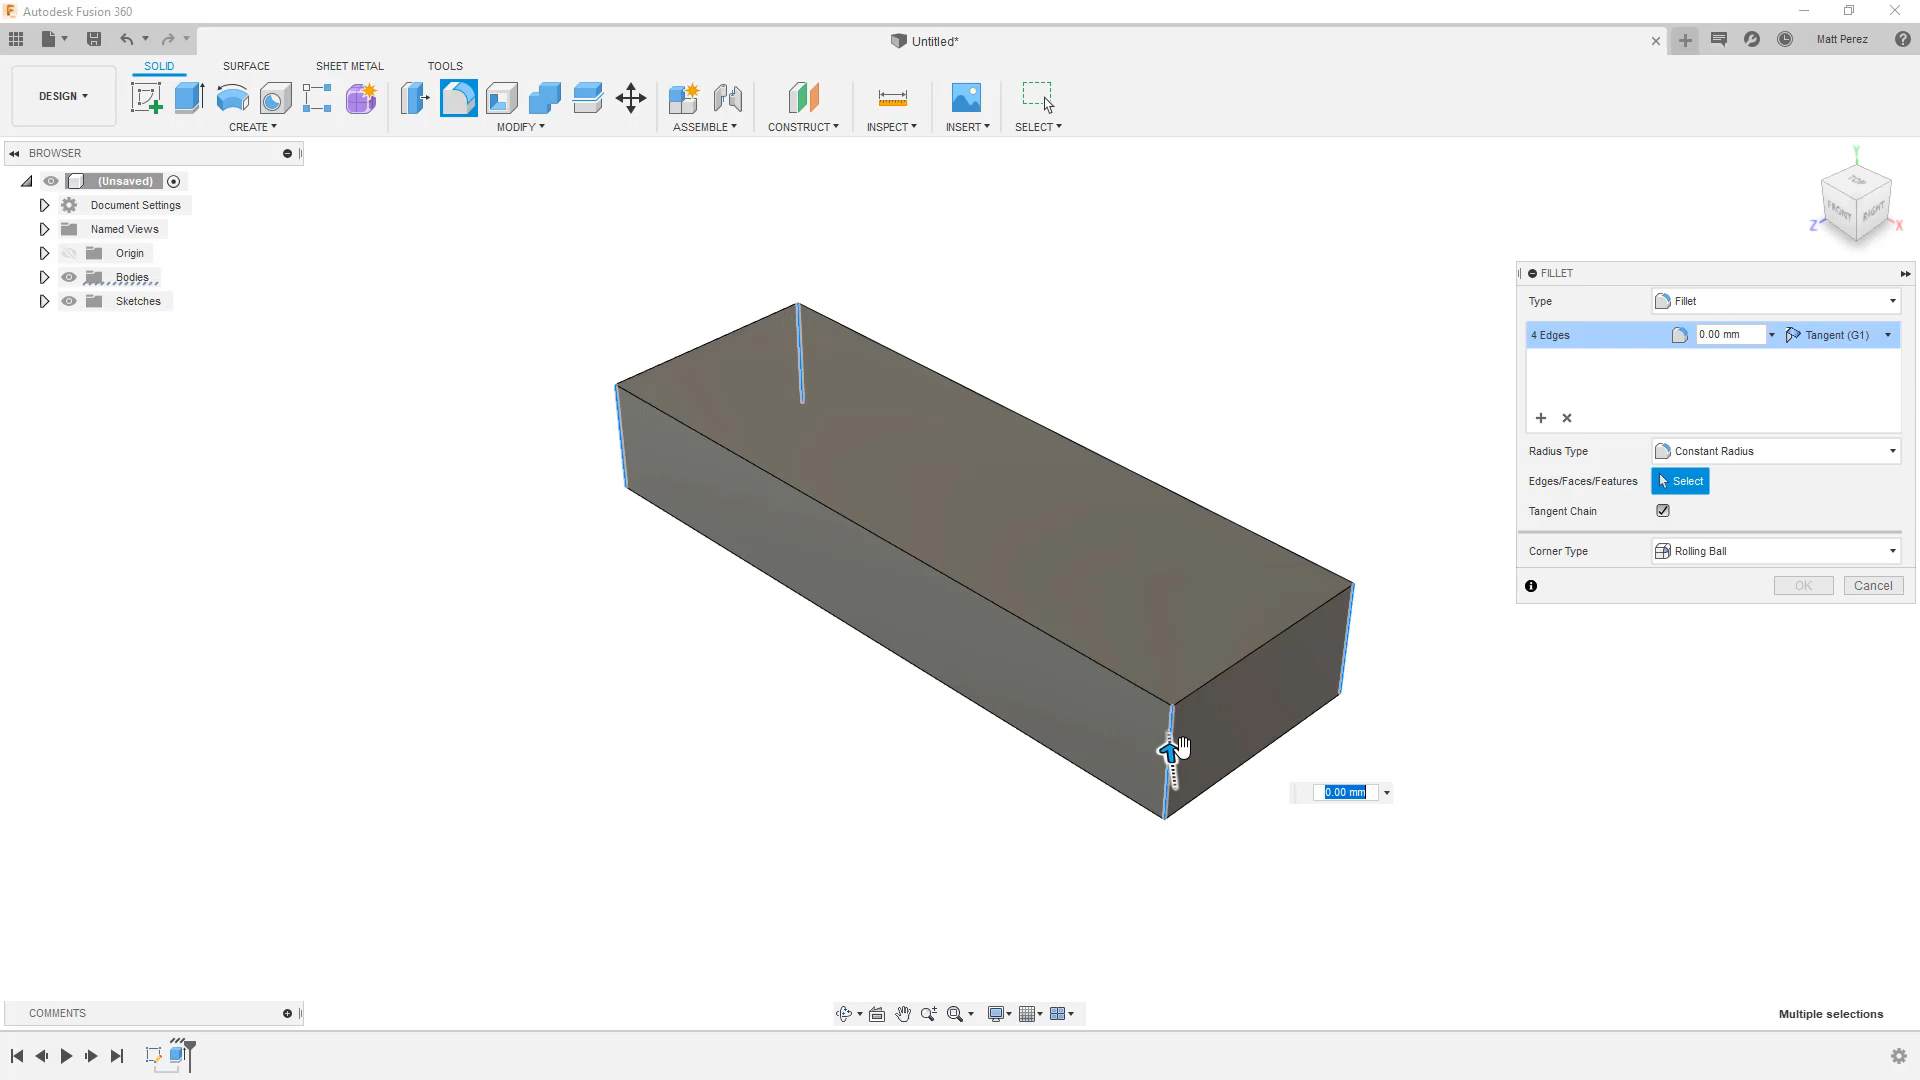 Autodesk Fusion 360
Untitled*
Matt Perez
SOLID SURFACE SHEET METAL TOOLS
DESIGN
CREATE MODIFY ASSEMBLE CONSTRUCT INSPECT INSERT SELECT
BROWSER
(Unsaved)
Document Settings
Named Views
Origin
Bodies
Sketches
Y
TOP
FRONT RIGHT
Z X
FILLET
Type Fillet
4 Edges 0.00 mm Tangent (G1)
Radius Type Constant Radius
Edges/Faces/Features Select
Tangent Chain
Corner Type Rolling Ball
OK Cancel
0.00 mm
COMMENTS
Multiple selections